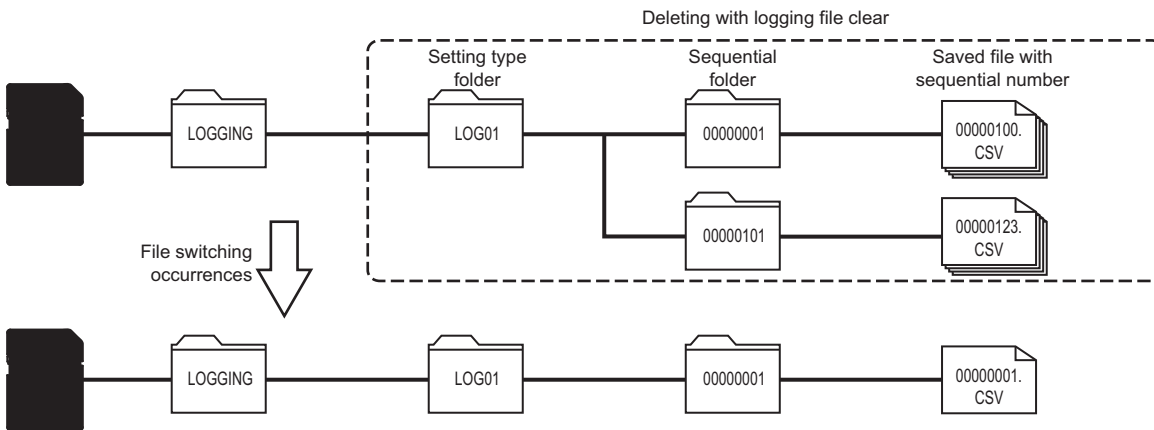 Deleting with logging file clear
Setting type
folder
Sequential
folder
Saved file with
sequential number
LOGGING
LOG01
00000001
00000100.
CSV
00000101
00000123.
CSV
File switching
occurrences
LOGGING
LOG01
00000001
00000001.
CSV